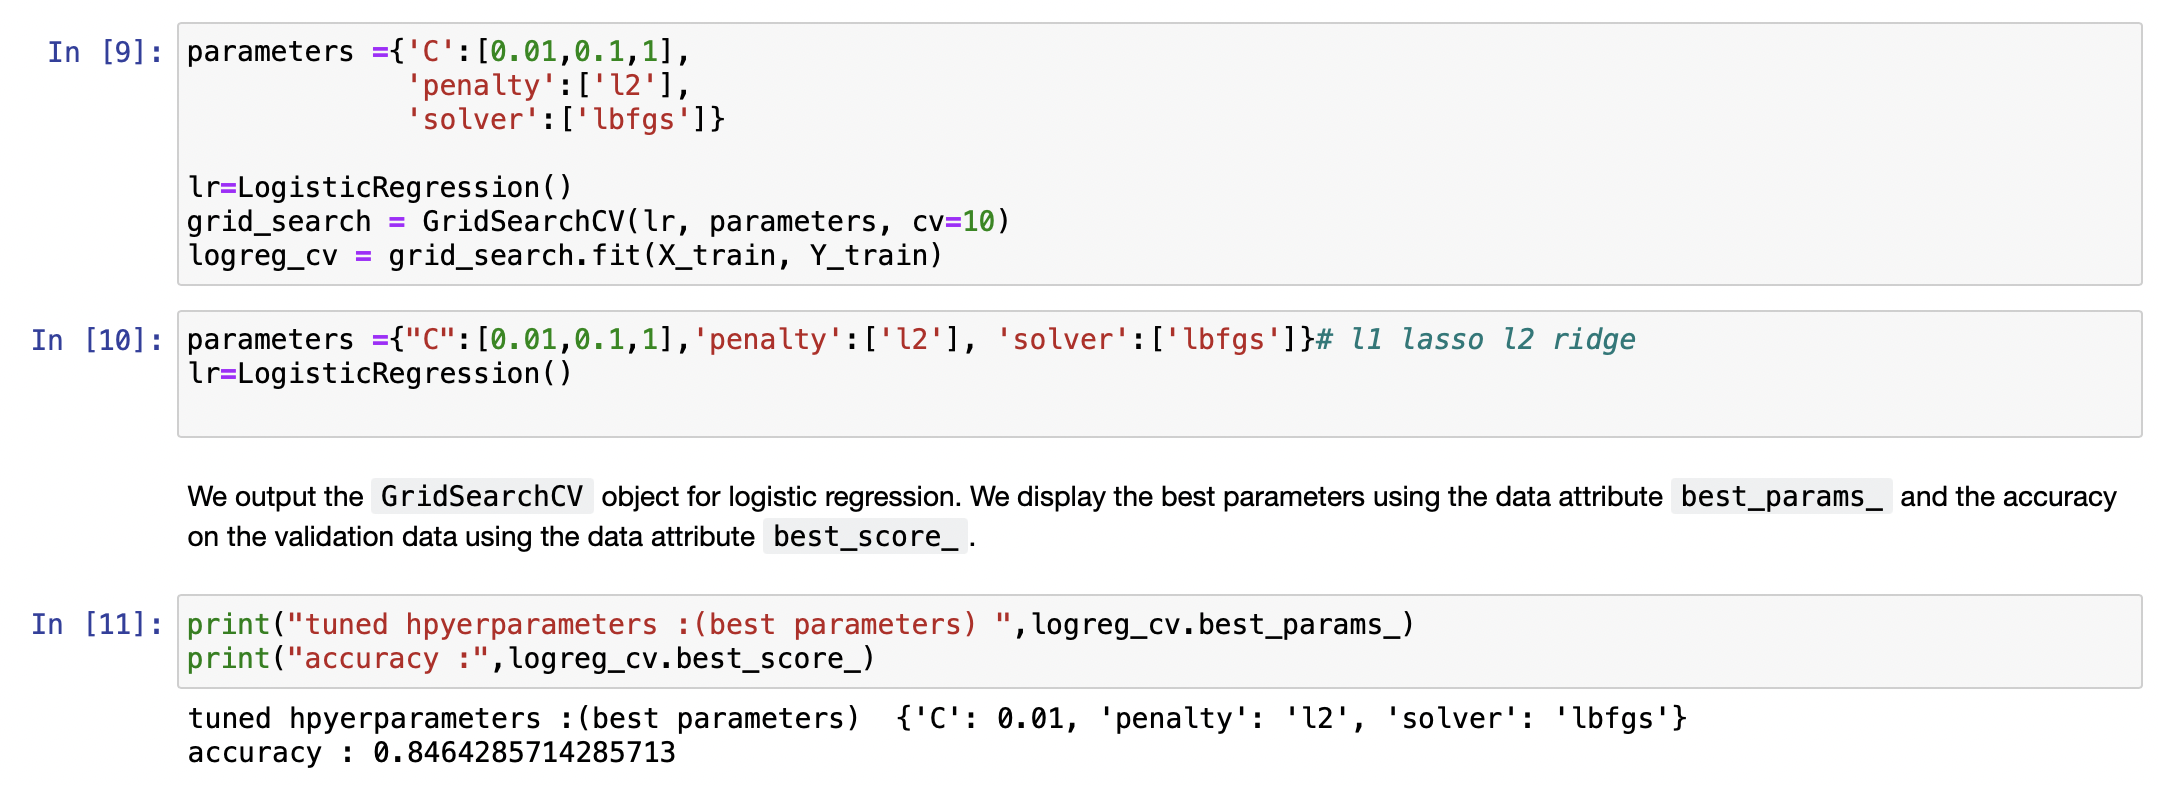 In [9]: parameters ={'C':[0.01,0.1,1],
             'penalty':['l2'],
             'solver':['lbfgs']}
lr=LogisticRegression()
grid_search = GridSearchCV(lr, parameters, cv=10)
logreg_cv = grid_search.fit(X_train, Y_train)
In [10]: parameters ={"C":[0.01,0.1,1],'penalty':['l2'], 'solver':['lbfgs']}# l1 lasso l2 ridge
lr=LogisticRegression()
We output the GridSearchCV object for logistic regression. We display the best parameters using the data attribute best_params_ and the accuracy
on the validation data using the data attribute best_score_ .
In [11]: print("tuned hpyerparameters :(best parameters) ",logreg_cv.best_params_)
print("accuracy :",logreg_cv.best_score_)
tuned hpyerparameters :(best parameters)  {'C': 0.01, 'penalty': 'l2', 'solver': 'lbfgs'}
accuracy : 0.8464285714285713